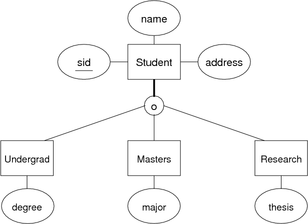 name
sid
Student
address
o
Undergrad
Masters
Research
degree
major
thesis